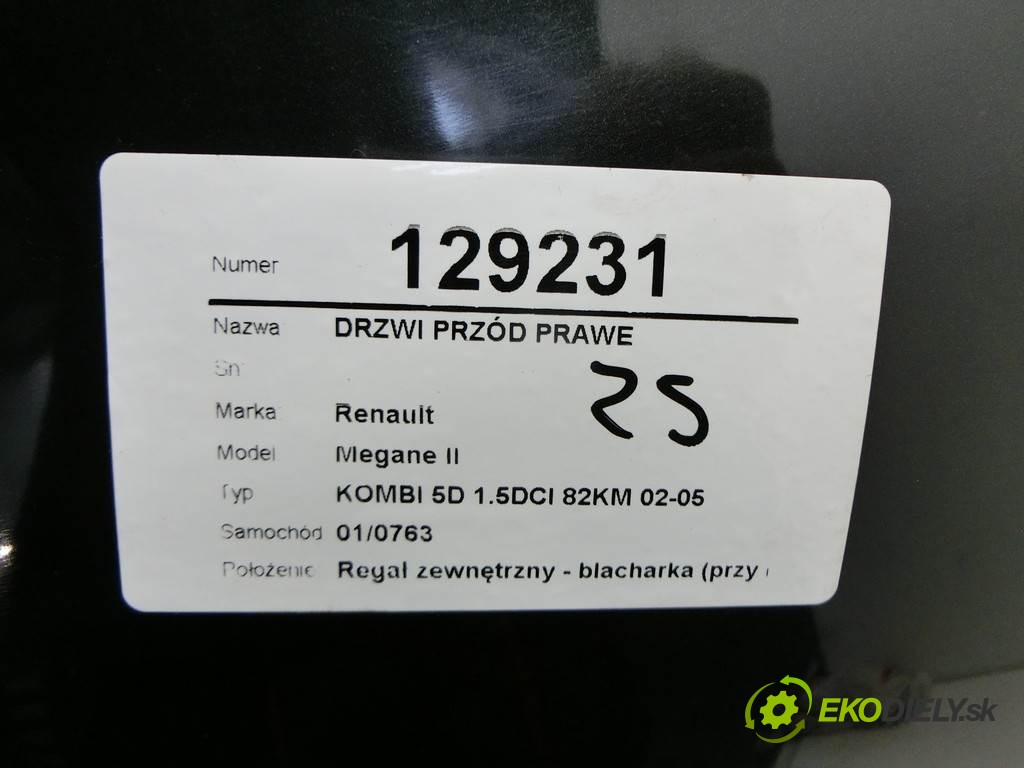 Numer 129231
Nazwa DRZWI PRZÓD PRAWE
Sn
Marka Renault
Model Megane II
Typ KOMBI 5D 1.5DCI 82KM 02-05
Samochód 01/0763
Położenie Regał zewnętrzny - blacharka (przy
EKODIELY.sk